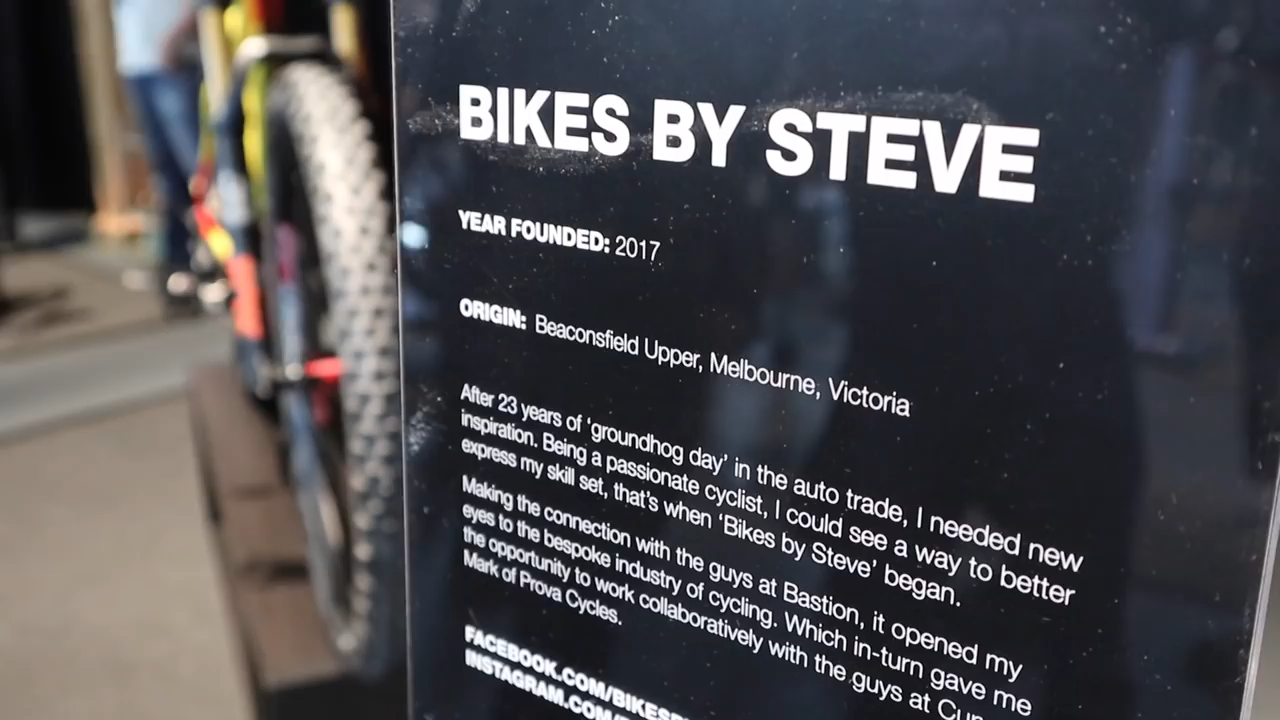 BIKES BY STEVE
YEAR FOUNDED: 2017
ORIGIN: Beaconsfield Upper, Melbourne, Victoria
After 23 years of ‘groundhog day’ in the auto trade, I needed new
inspiration. Being a passionate cyclist, I could see a way to better
express my skill set, that’s when ‘Bikes by Steve’ began.
Making the connection with the guys at Bastion, it opened my
eyes to the bespoke industry of cycling. Which in-turn gave me
the opportunity to work collaboratively with the guys at
Mark of Prova Cycles.
FACEBOOK.COM/BIKES
INSTAGRAM.COM/